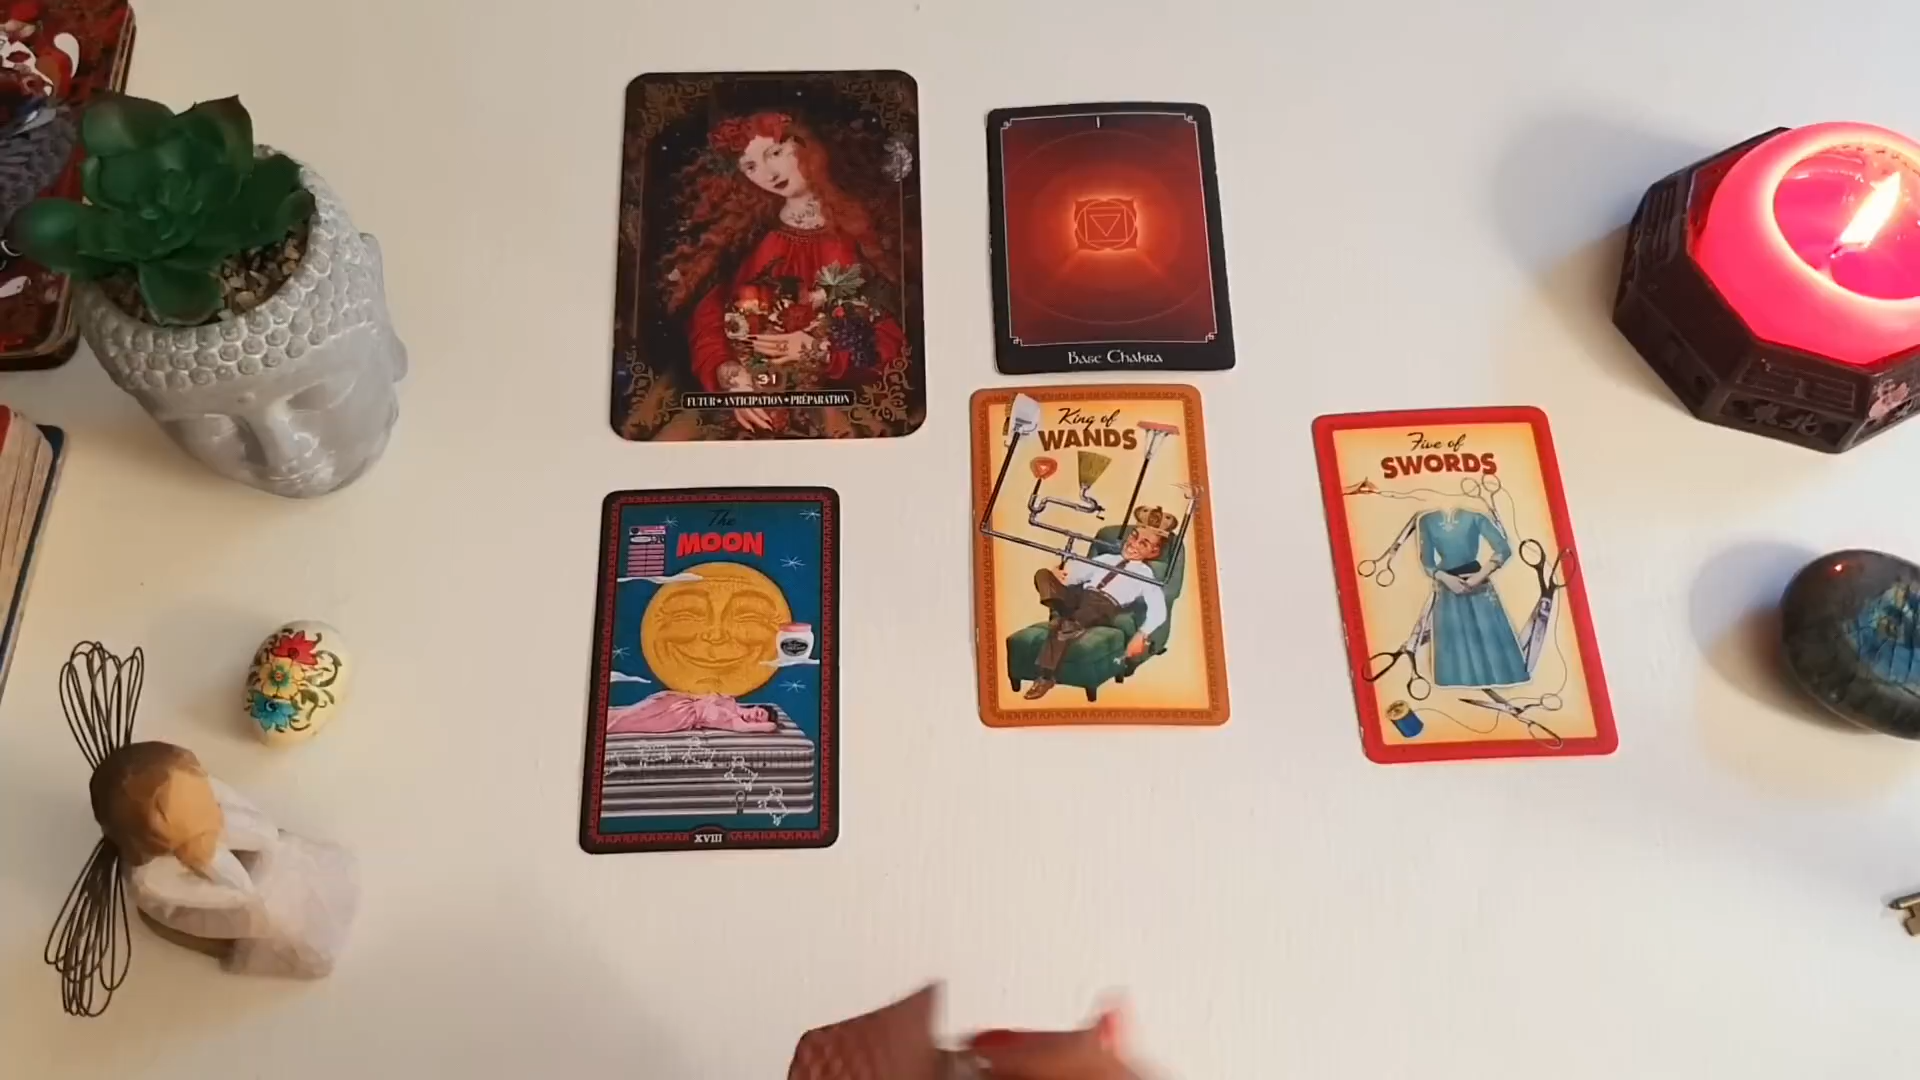 31
FUTUR★ANTICIPATION★PRÉPARATION
I
Base Chakra
The
MOON
XVIII
King of
WANDS
Five of
SWORDS